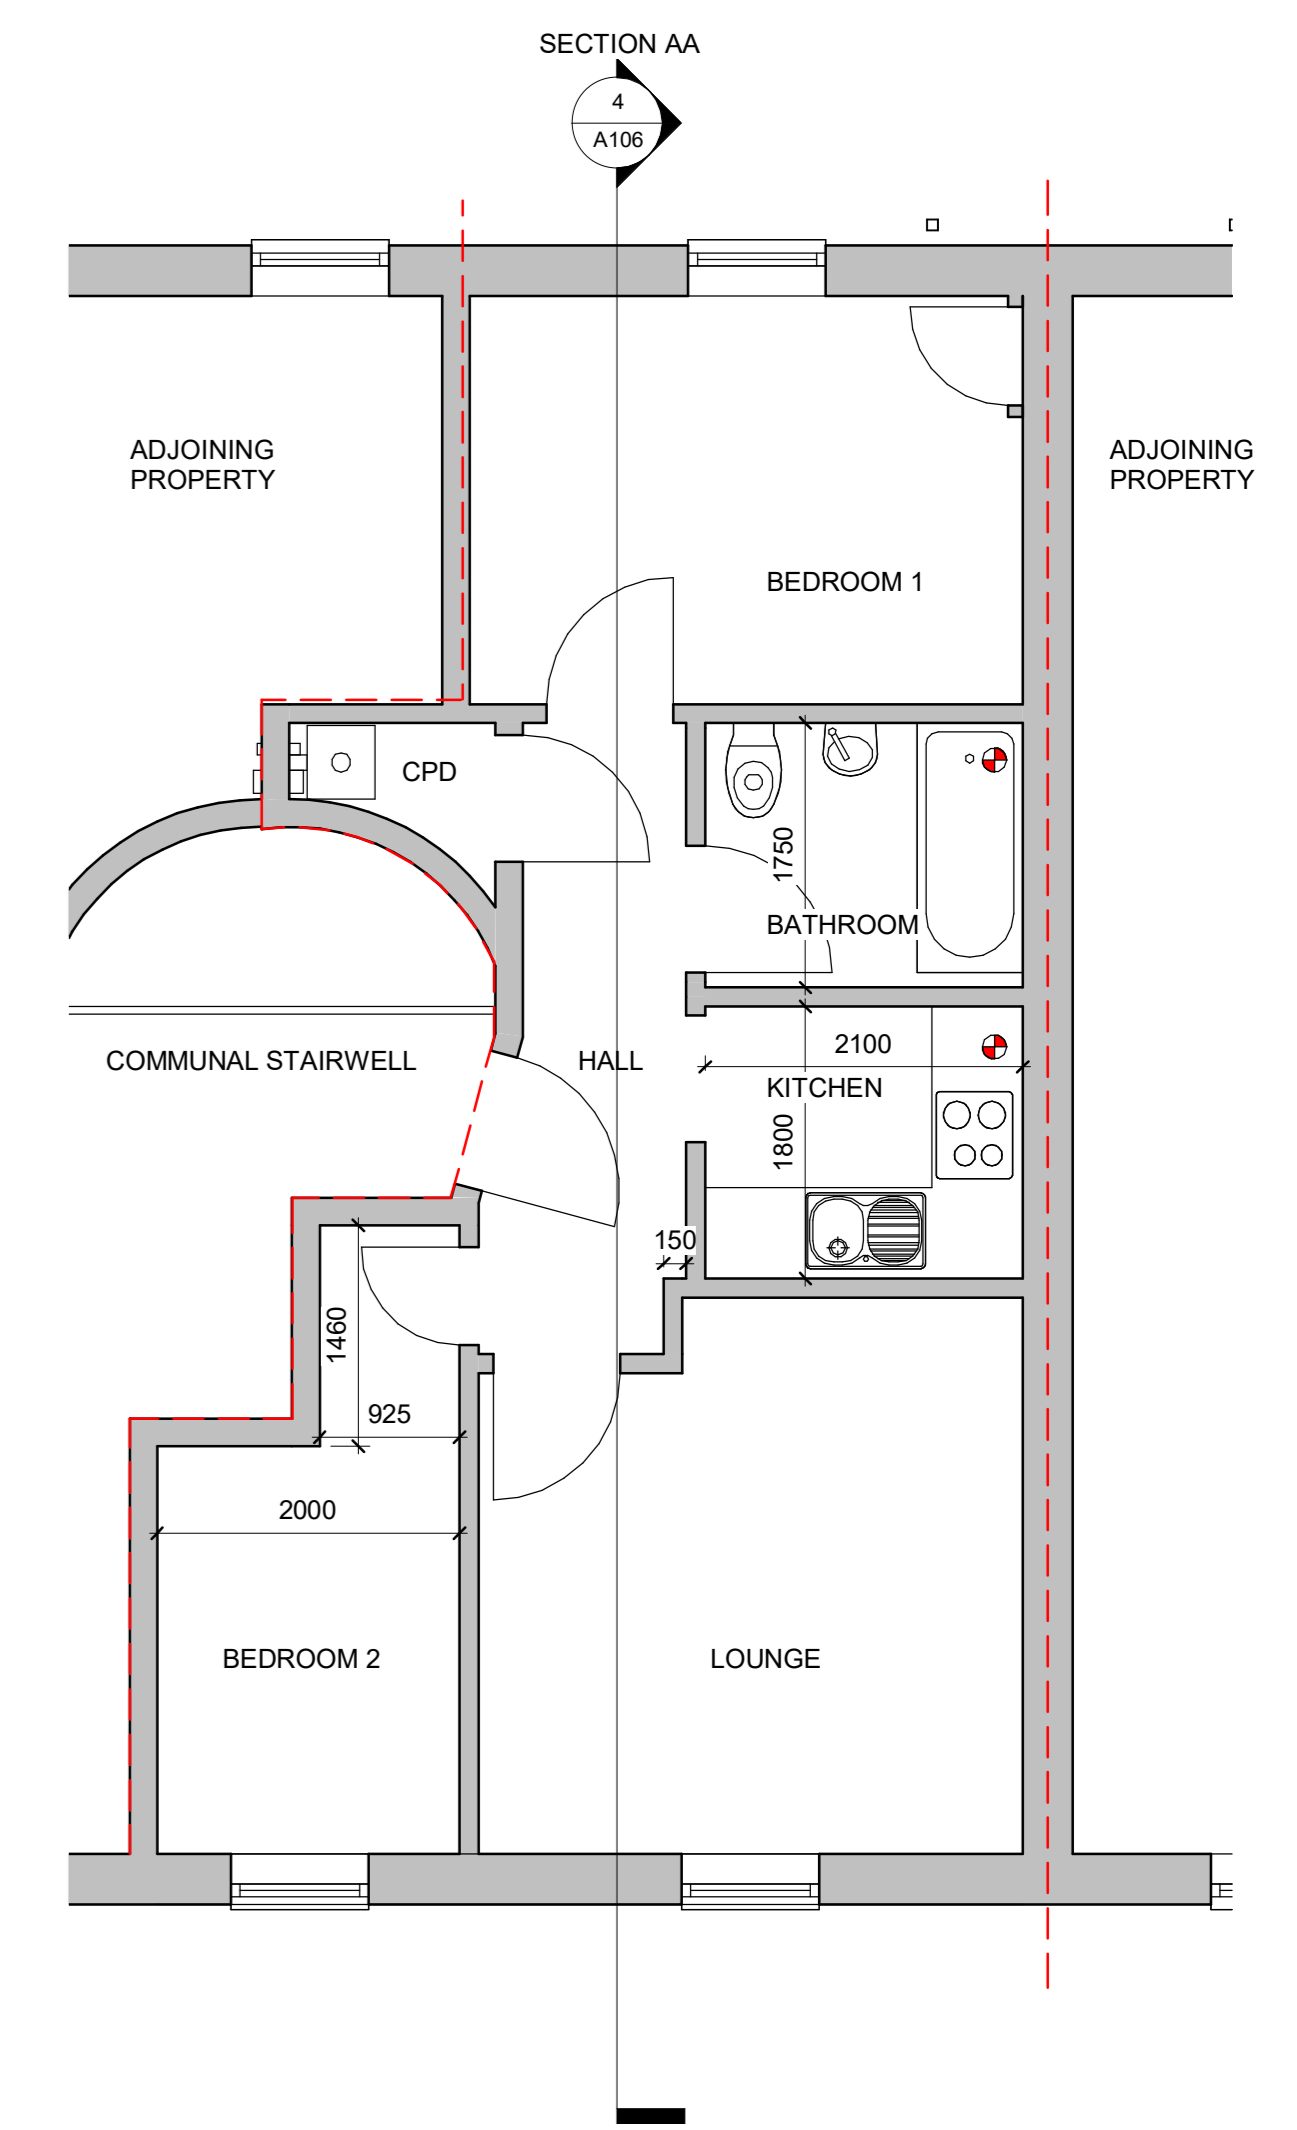 SECTION AA
4
A106
ADJOINING
PROPERTY
ADJOINING
PROPERTY
BEDROOM 1
CPD
1750
BATHROOM
2100
COMMUNAL STAIRWELL
HALL
KITCHEN
1800
150
1460
925
2000
BEDROOM 2
LOUNGE